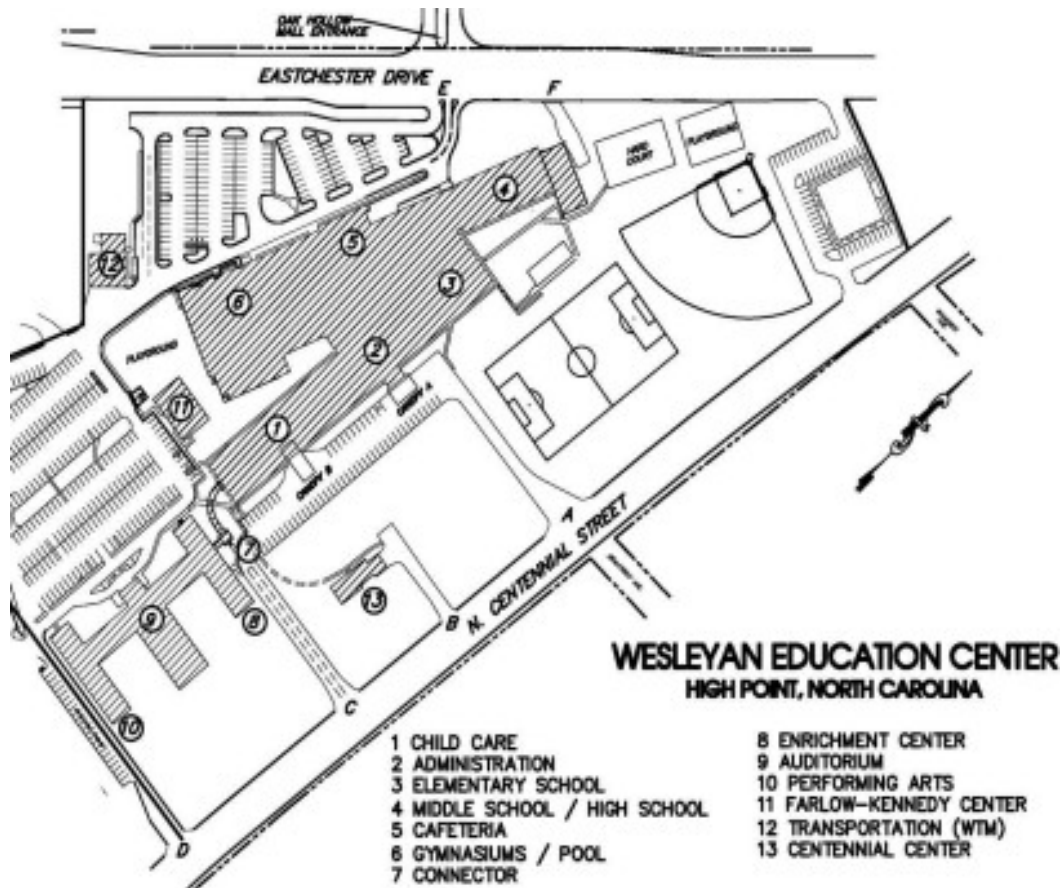 OAK HOLLOW
MALL ENTRANCE
EASTCHESTER DRIVE
E
F
HARD
COURT
PLAYGROUND
4
5
12
3
6
2
PLAYGROUND
11
CANOPY A
1
CANOPY B
A
7
N. CENTENNIAL STREET
13
B
8
9
C
10
D
WESLEYAN EDUCATION CENTER
HIGH POINT, NORTH CAROLINA
1 CHILD CARE
2 ADMINISTRATION
3 ELEMENTARY SCHOOL
4 MIDDLE SCHOOL / HIGH SCHOOL
5 CAFETERIA
6 GYMNASIUMS / POOL
7 CONNECTOR
8 ENRICHMENT CENTER
9 AUDITORIUM
10 PERFORMING ARTS
11 FARLOW-KENNEDY CENTER
12 TRANSPORTATION (WTM)
13 CENTENNIAL CENTER